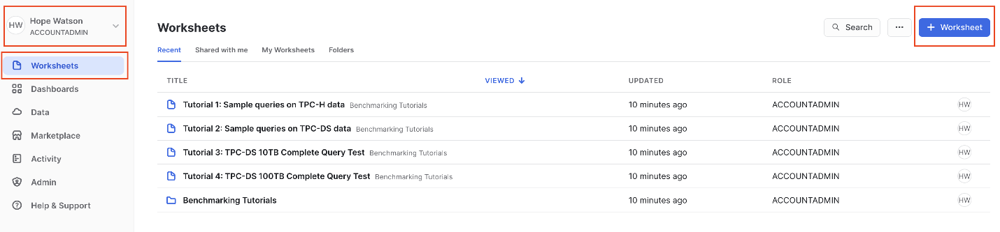 HW Hope Watson
ACCOUNTADMIN
Worksheets
Dashboards
Data
Marketplace
Activity
Admin
Help & Support
Worksheets
Search
...
+ Worksheet
Recent Shared with me My Worksheets Folders
TITLE VIEWED ↓ UPDATED ROLE
Tutorial 1: Sample queries on TPC-H data Benchmarking Tutorials 10 minutes ago ACCOUNTADMIN HW
Tutorial 2: Sample queries on TPC-DS data Benchmarking Tutorials 10 minutes ago ACCOUNTADMIN HW
Tutorial 3: TPC-DS 10TB Complete Query Test Benchmarking Tutorials 10 minutes ago ACCOUNTADMIN HW
Tutorial 4: TPC-DS 100TB Complete Query Test Benchmarking Tutorials 10 minutes ago ACCOUNTADMIN HW
Benchmarking Tutorials 10 minutes ago ACCOUNTADMIN HW